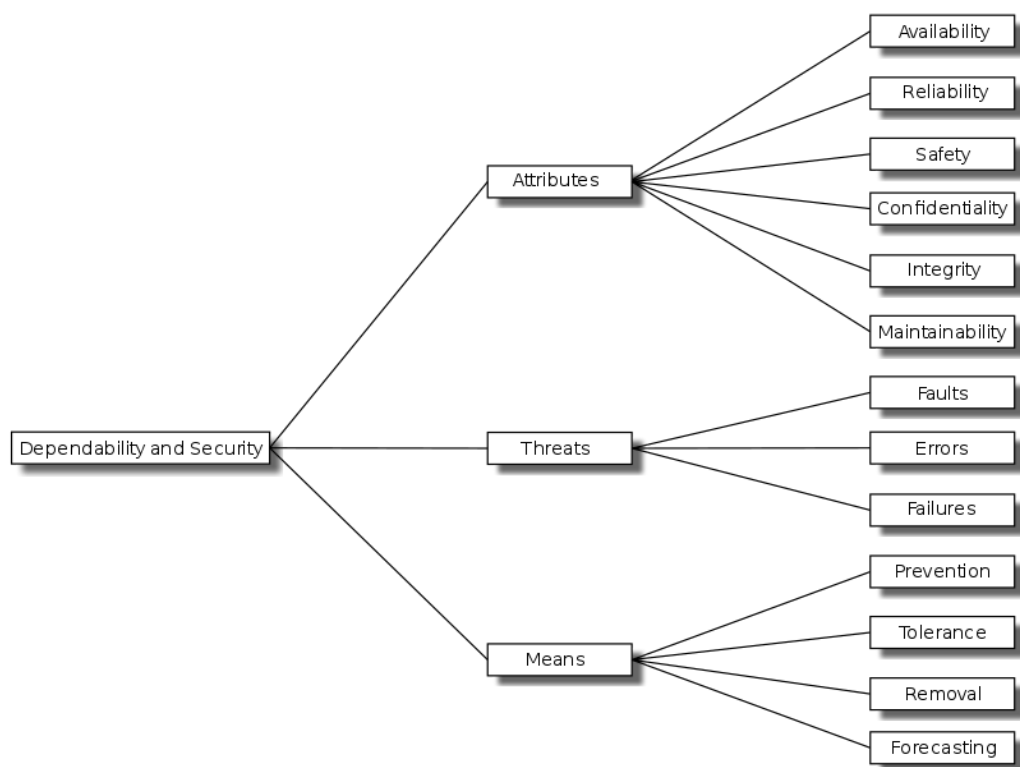 Dependability and Security
Attributes
Availability
Reliability
Safety
Confidentiality
Integrity
Maintainability
Threats
Faults
Errors
Failures
Means
Prevention
Tolerance
Removal
Forecasting